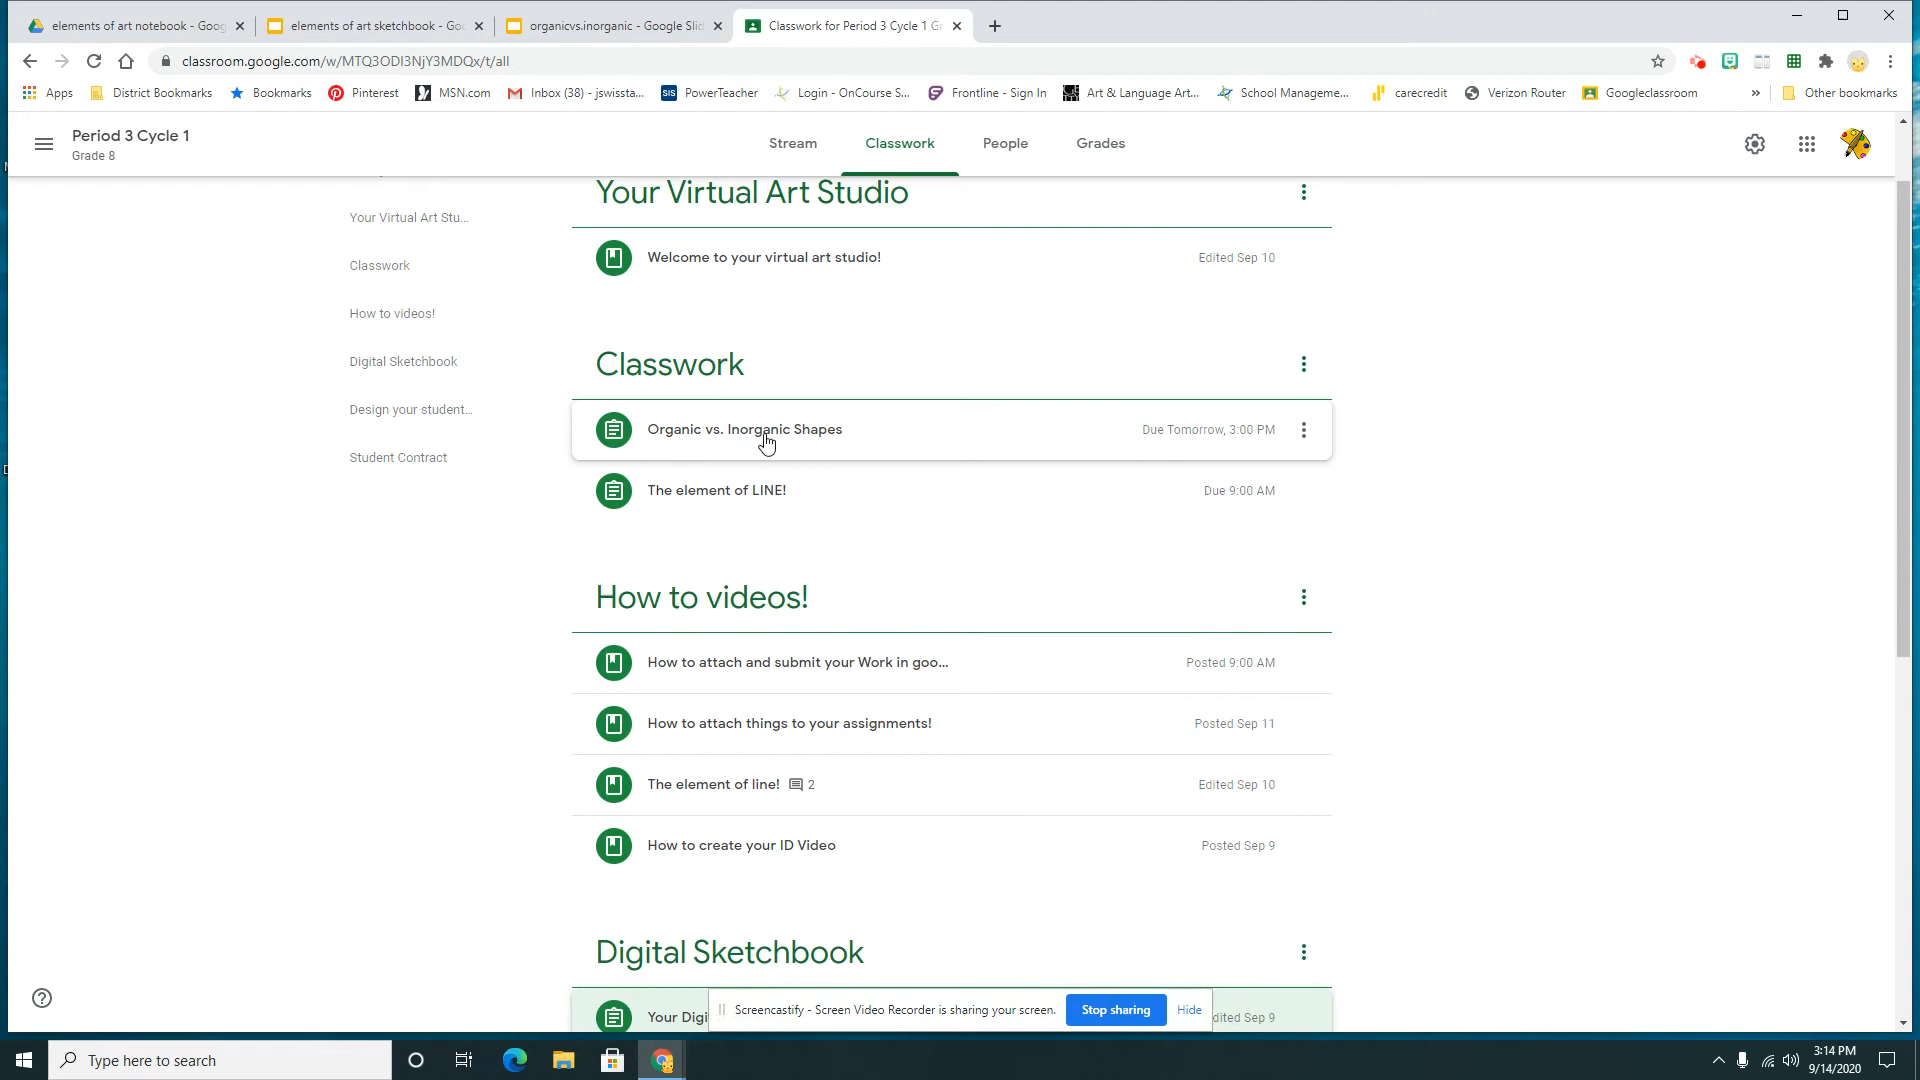 elements of art notebook - Goog
elements of art sketchbook - Goo
organicvs.inorganic - Google Slid
Classwork for Period 3 Cycle 1 Gr
classroom.google.com/w/MTQ3ODI3NjY3MDQx/t/all
Apps
District Bookmarks
Bookmarks
Pinterest
MSN.com
Inbox (38) - jswissta...
SIS
PowerTeacher
Login - OnCourse S...
Frontline - Sign In
Art & Language Art...
School Manageme...
carecredit
Verizon Router
Googleclassroom
»
Other bookmarks
Period 3 Cycle 1
Grade 8
Stream
Classwork
People
Grades
Your Virtual Art Stu...
Classwork
How to videos!
Digital Sketchbook
Design your student...
Student Contract
Your Virtual Art Studio
Welcome to your virtual art studio!
Edited Sep 10
Classwork
Organic vs. Inorganic Shapes
Due Tomorrow, 3:00 PM
The element of LINE!
Due 9:00 AM
How to videos!
How to attach and submit your Work in goo...
Posted 9:00 AM
How to attach things to your assignments!
Posted Sep 11
The element of line!
2
Edited Sep 10
How to create your ID Video
Posted Sep 9
Digital Sketchbook
Your Digi
dited Sep 9
Screencastify - Screen Video Recorder is sharing your screen.
Stop sharing
Hide
Type here to search
3:14 PM
9/14/2020